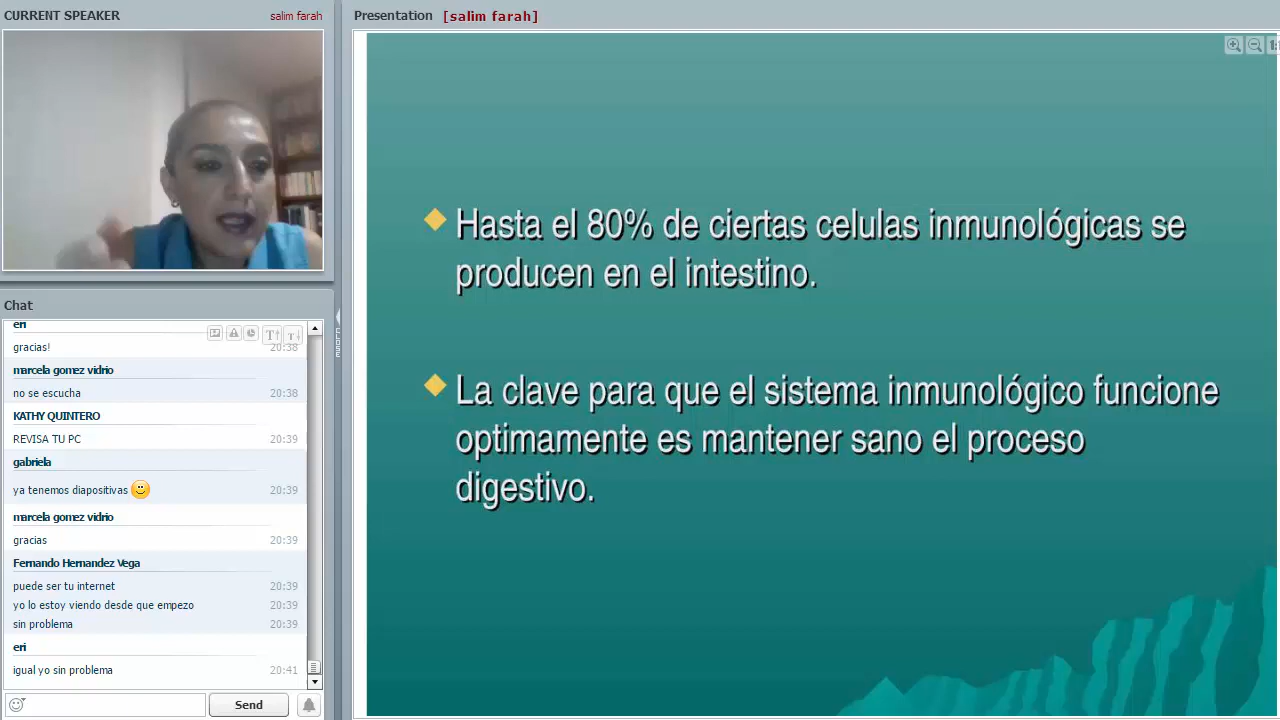 CURRENT SPEAKER
salim farah
Presentation [salim farah]
Hasta el 80% de ciertas celulas inmunológicas se
producen en el intestino.
La clave para que el sistema inmunológico funcione
optimamente es mantener sano el proceso
digestivo.
Chat
eri
gracias! 20:38
marcela gomez vidrio
no se escucha 20:38
KATHY QUINTERO
REVISA TU PC 20:39
gabriela
ya tenemos diapositivas 20:39
marcela gomez vidrio
gracias 20:39
Fernando Hernandez Vega
puede ser tu internet 20:39
yo lo estoy viendo desde que empezo 20:39
sin problema 20:39
eri
igual yo sin problema 20:41
Send
CLOSE